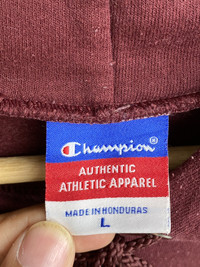 Champion®
AUTHENTIC
ATHLETIC APPAREL
MADE IN HONDURAS
L